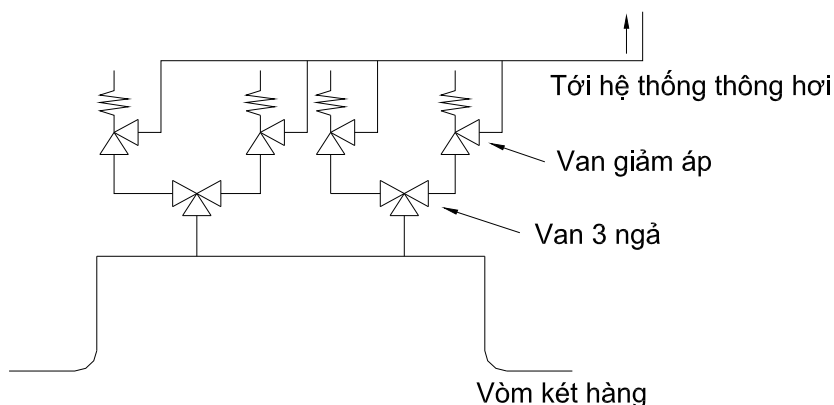 Tới hệ thống thông hơi
Van giảm áp
Van 3 ngả
Vòm két hàng